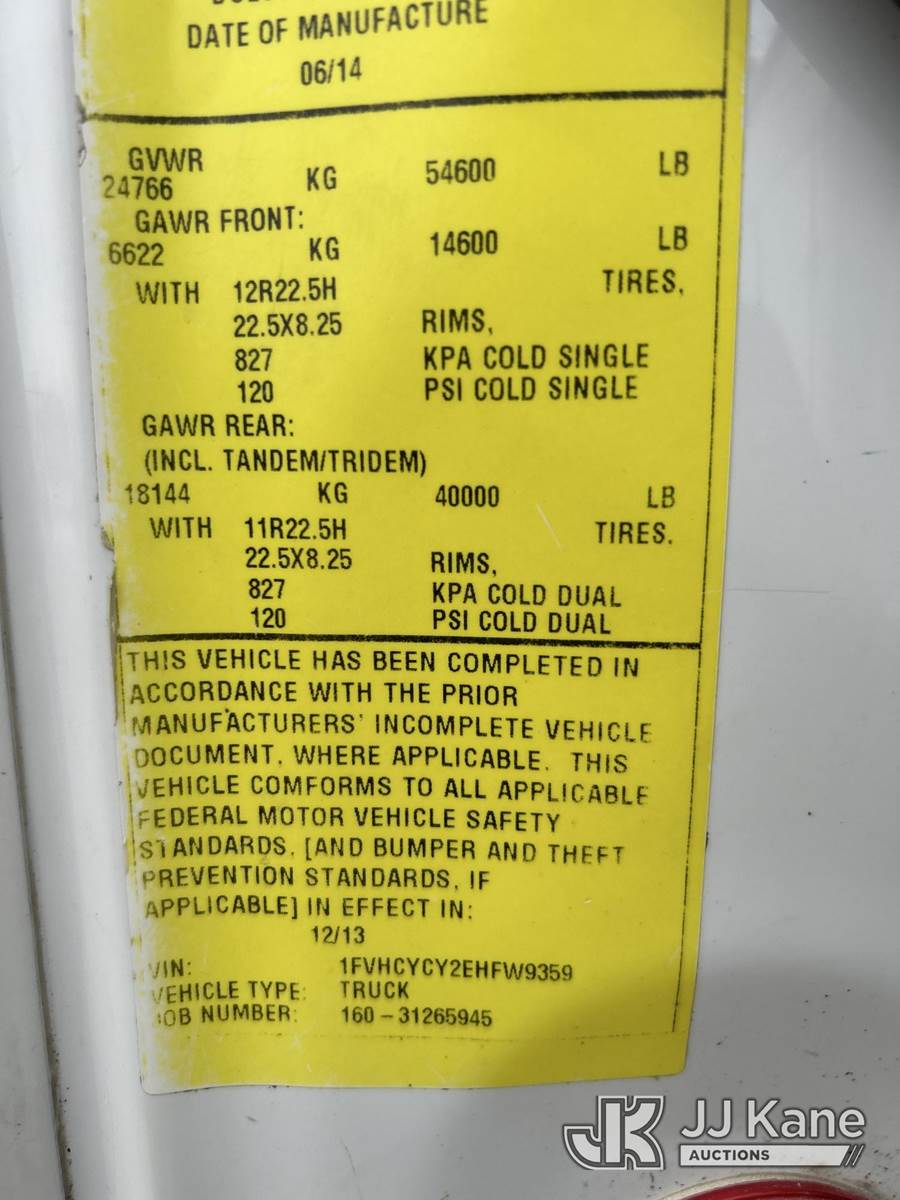 DATE OF MANUFACTURE
06/14
GVWR
24766 KG 54600 LB
GAWR FRONT:
6622 KG 14600 LB
WITH 12R22.5H TIRES,
22.5X8.25 RIMS,
827 KPA COLD SINGLE
120 PSI COLD SINGLE
GAWR REAR:
(INCL. TANDEM/TRIDEM)
18144 KG 40000 LB
WITH 11R22.5H TIRES.
22.5X8.25 RIMS,
827 KPA COLD DUAL
120 PSI COLD DUAL
THIS VEHICLE HAS BEEN COMPLETED IN
ACCORDANCE WITH THE PRIOR
MANUFACTURERS' INCOMPLETE VEHICLE
DOCUMENT, WHERE APPLICABLE. THIS
VEHICLE COMFORMS TO ALL APPLICABLE
FEDERAL MOTOR VEHICLE SAFETY
STANDARDS, [AND BUMPER AND THEFT
PREVENTION STANDARDS, IF
APPLICABLE] IN EFFECT IN:
12/13
VIN: 1FVHCYCY2EHFW9359
VEHICLE TYPE: TRUCK
JOB NUMBER: 160-31265945
JK JJ Kane
AUCTIONS